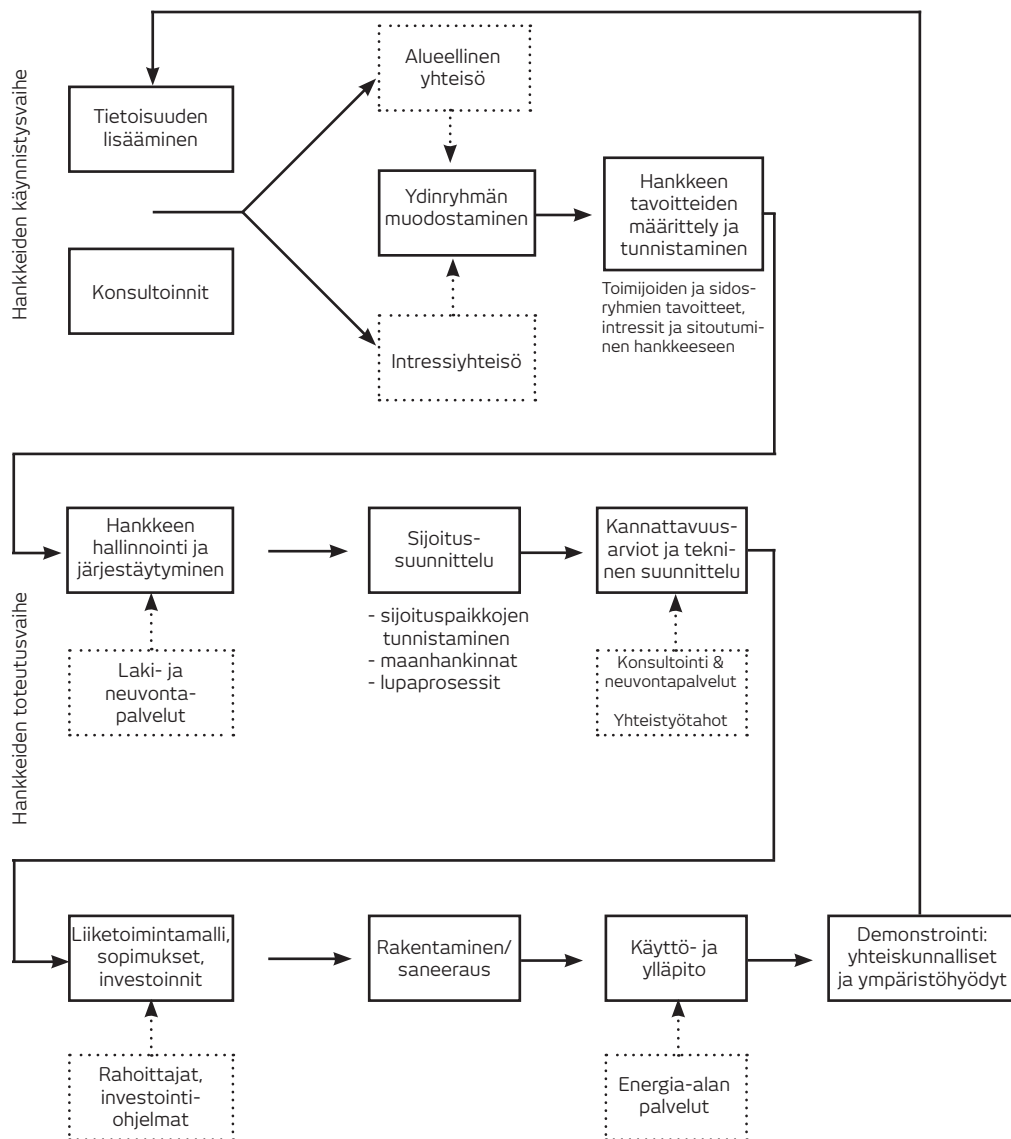 Hankkeiden käynnistysvaihe
Tietoisuuden
lisääminen
Konsultoinnit
Alueellinen
yhteisö
Ydinryhmän
muodostaminen
Intressiyhteisö
Hankkeen
tavoitteiden
määrittely ja
tunnistaminen
Toimijoiden ja sidos-
ryhmien tavoitteet,
intressit ja sitoutumi-
nen hankkeeseen
Hankkeiden toteutusvaihe
Hankkeen
hallinnointi ja
järjestäytyminen
Laki- ja
neuvonta-
palvelut
Sijoitus-
suunnittelu
- sijoituspaikkojen
tunnistaminen
- maanhankinnat
- lupaprosessit
Kannattavuus-
arviot ja tekni-
nen suunnittelu
Konsultointi &
neuvontapalvelut
Yhteistyötahot
Liiketoimintamalli,
sopimukset,
investoinnit
Rahoittajat,
investointi-
ohjelmat
Rakentaminen/
saneeraus
Käyttö- ja
ylläpito
Energia-alan
palvelut
Demonstrointi:
yhteiskunnalliset
ja ympäristöhyödyt